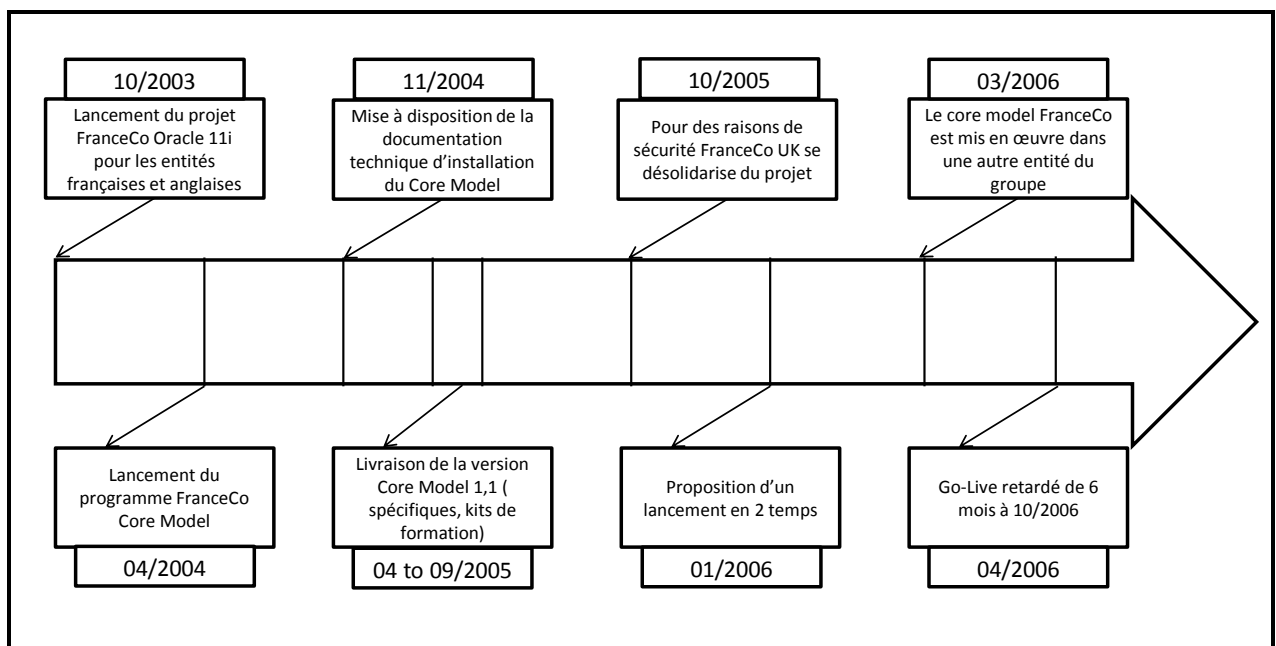 10/2003
Lancement du projet
FranceCo Oracle 11i
pour les entités
françaises et anglaises
11/2004
Mise à disposition de la
documentation
technique d’installation
du Core Model
10/2005
Pour des raisons de
sécurité FranceCo UK se
désolidarise du projet
03/2006
Le core model FranceCo
est mis en œuvre dans
une autre entité du
groupe
Lancement du
programme FranceCo
Core Model
04/2004
Livraison de la version
Core Model 1,1 (
spécifiques, kits de
formation)
04 to 09/2005
Proposition d’un
lancement en 2 temps
01/2006
Go-Live retardé de 6
mois à 10/2006
04/2006